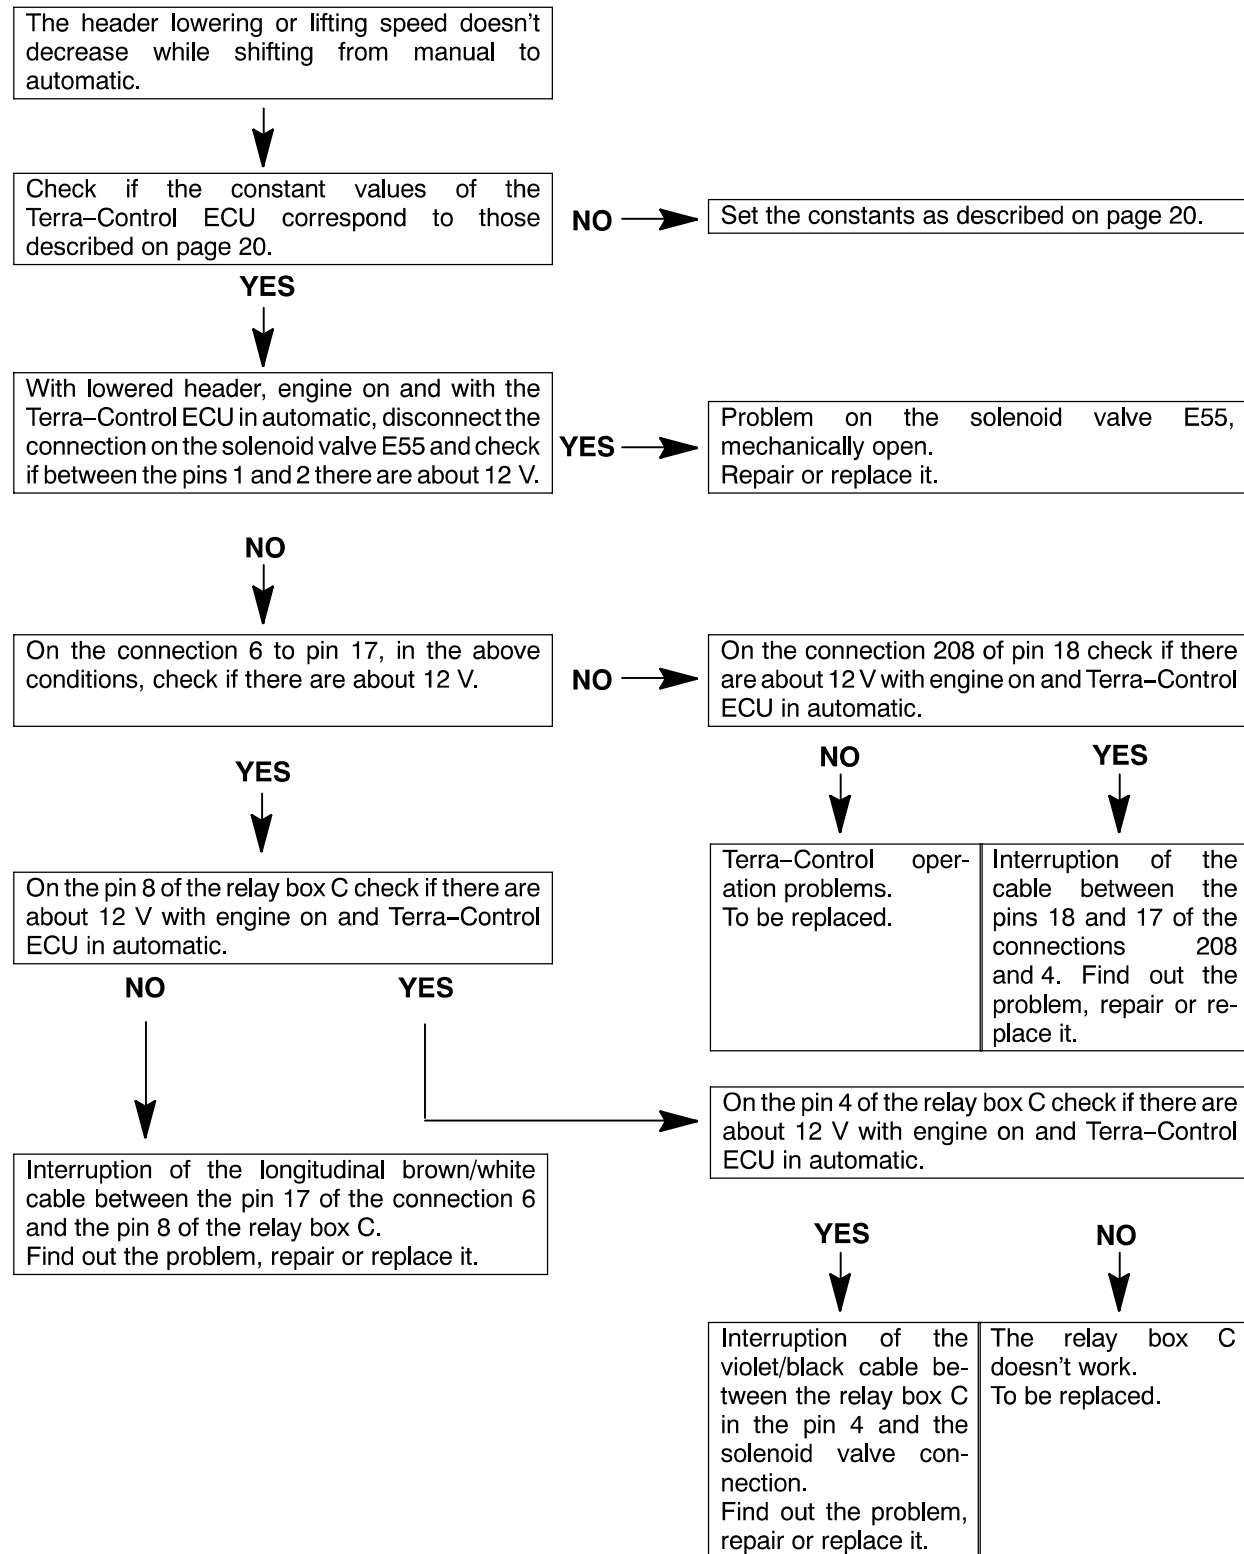 The header lowering or lifting speed doesn't
decrease while shifting from manual to
automatic.
Check if the constant values of the
Terra–Control ECU correspond to those
described on page 20.
NO
Set the constants as described on page 20.
YES
With lowered header, engine on and with the
Terra–Control ECU in automatic, disconnect the
connection on the solenoid valve E55 and check
if between the pins 1 and 2 there are about 12 V.
YES
Problem on the solenoid valve E55,
mechanically open.
Repair or replace it.
NO
On the connection 6 to pin 17, in the above
conditions, check if there are about 12 V.
NO
On the connection 208 of pin 18 check if there
are about 12 V with engine on and Terra–Control
ECU in automatic.
YES
NO
YES
Terra–Control oper-
ation problems.
To be replaced.
Interruption of the
cable between the
pins 18 and 17 of the
connections 208
and 4. Find out the
problem, repair or re-
place it.
On the pin 8 of the relay box C check if there are
about 12 V with engine on and Terra–Control
ECU in automatic.
NO
YES
On the pin 4 of the relay box C check if there are
about 12 V with engine on and Terra–Control
ECU in automatic.
Interruption of the longitudinal brown/white
cable between the pin 17 of the connection 6
and the pin 8 of the relay box C.
Find out the problem, repair or replace it.
YES
NO
Interruption of the
violet/black cable be-
tween the relay box C
in the pin 4 and the
solenoid valve con-
nection.
Find out the problem,
repair or replace it.
The relay box C
doesn't work.
To be replaced.